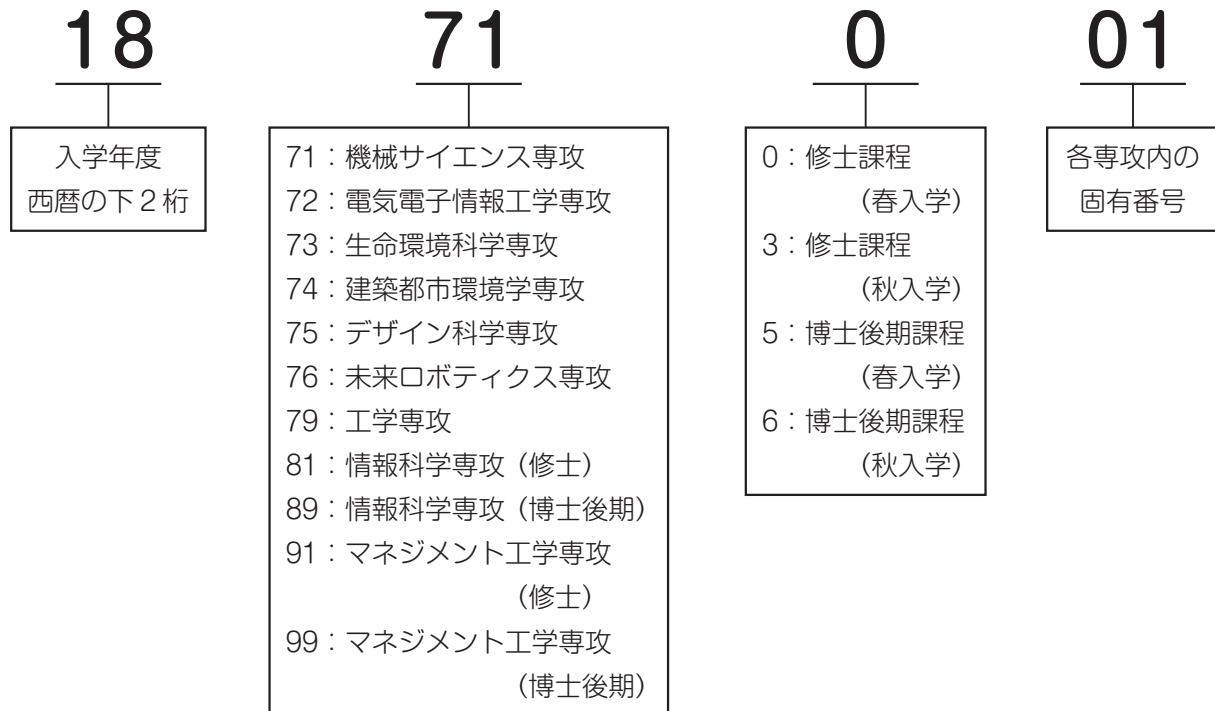 18
入学年度
西暦の下2桁
71
71：機械サイエンス専攻
72：電気電子情報工学専攻
73：生命環境科学専攻
74：建築都市環境学専攻
75：デザイン科学専攻
76：未来ロボティクス専攻
79：工学専攻
81：情報科学専攻（修士）
89：情報科学専攻（博士後期）
91：マネジメント工学専攻
（修士）
99：マネジメント工学専攻
（博士後期）
0
0：修士課程
（春入学）
3：修士課程
（秋入学）
5：博士後期課程
（春入学）
6：博士後期課程
（秋入学）
01
各専攻内の
固有番号